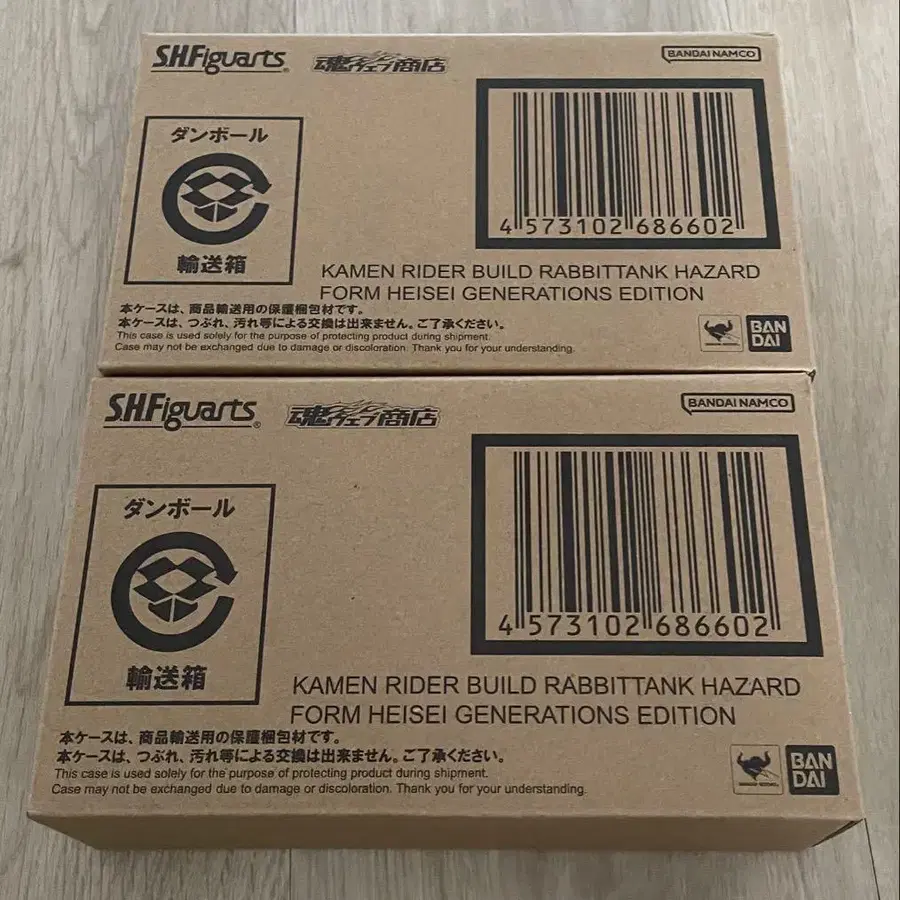 S.H.Figuarts
魂ウェブ商店
BANDAI NAMCO
ダンボール
輸送箱
4 573102 686602
KAMEN RIDER BUILD RABBITTANK HAZARD
FORM HEISEI GENERATIONS EDITION
本ケースは、商品輸送用の保護梱包材です。
本ケースは、つぶれ、汚れ等による交換は出来ません。ご了承ください。
This case is used solely for the purpose of protecting product during shipment.
Case may not be exchanged due to damage or discoloration. Thank you for your understanding.
BAN
DAI
S.H.Figuarts
魂ウェブ商店
BANDAI NAMCO
ダンボール
輸送箱
4 573102 686602
KAMEN RIDER BUILD RABBITTANK HAZARD
FORM HEISEI GENERATIONS EDITION
本ケースは、商品輸送用の保護梱包材です。
本ケースは、つぶれ、汚れ等による交換は出来ません。ご了承ください。
This case is used solely for the purpose of protecting product during shipment.
Case may not be exchanged due to damage or discoloration. Thank you for your understanding.
BAN
DAI